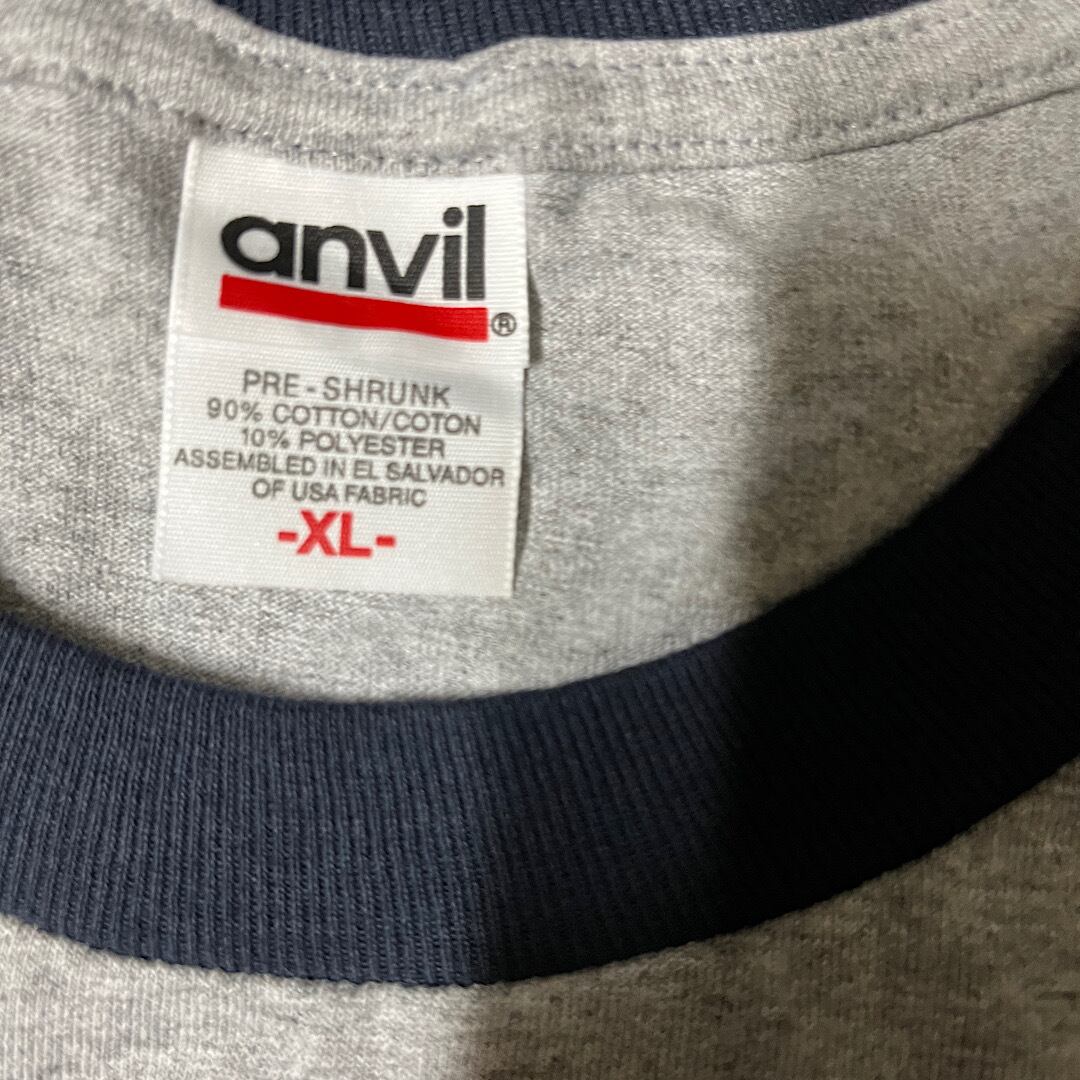 anvil
®
PRE-SHRUNK
90% COTTON/COTON
10% POLYESTER
ASSEMBLED IN EL SALVADOR
OF USA FABRIC
-XL-